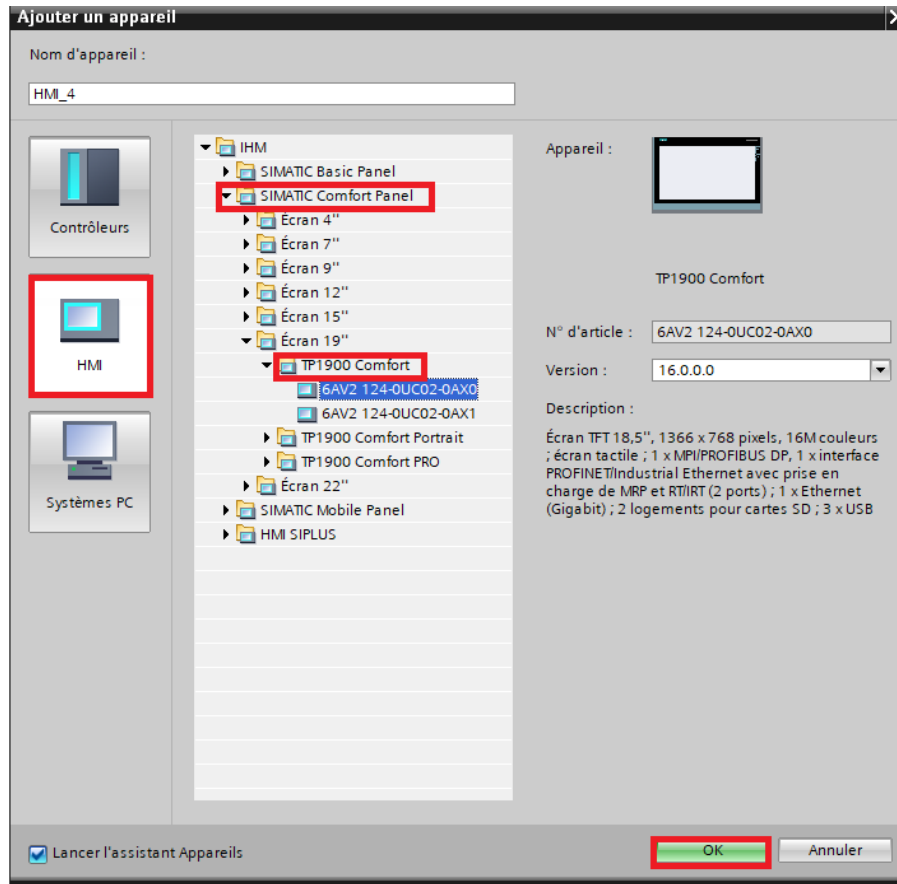 Ajouter un appareil
Nom d'appareil :
HMI_4
Contrôleurs
HMI
Systèmes PC
IHM
SIMATIC Basic Panel
SIMATIC Comfort Panel
Écran 4''
Écran 7''
Écran 9''
Écran 12''
Écran 15''
Écran 19''
TP1900 Comfort
6AV2 124-0UC02-0AX0
6AV2 124-0UC02-0AX1
TP1900 Comfort Portrait
TP1900 Comfort PRO
Écran 22''
SIMATIC Mobile Panel
HMI SIPLUS
Appareil :
TP1900 Comfort
N° d'article : 6AV2 124-0UC02-0AX0
Version : 16.0.0.0
Description :
Écran TFT 18,5'', 1366 x 768 pixels, 16M couleurs
; écran tactile ; 1 x MPI/PROFIBUS DP, 1 x interface
PROFINET/Industrial Ethernet avec prise en
charge de MRP et RT/IRT (2 ports) ; 1 x Ethernet
(Gigabit) ; 2 logements pour cartes SD ; 3 x USB
Lancer l'assistant Appareils
OK
Annuler